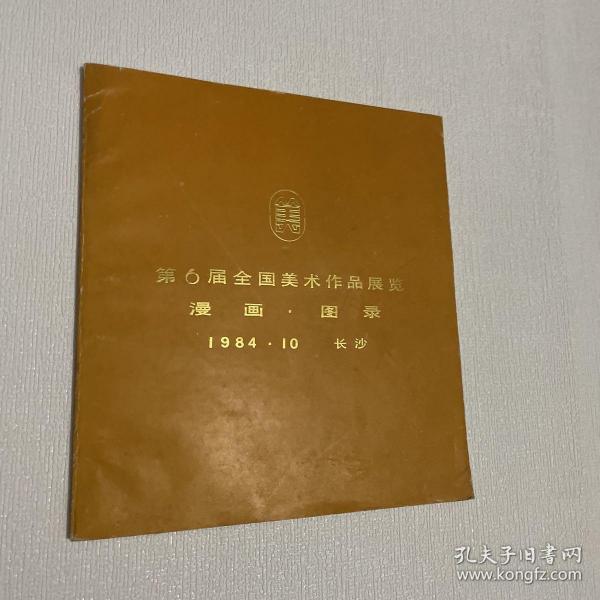 第6届全国美术作品展览
漫画·图录
1984·10 长沙
孔夫子旧书网
www.kongfz.com